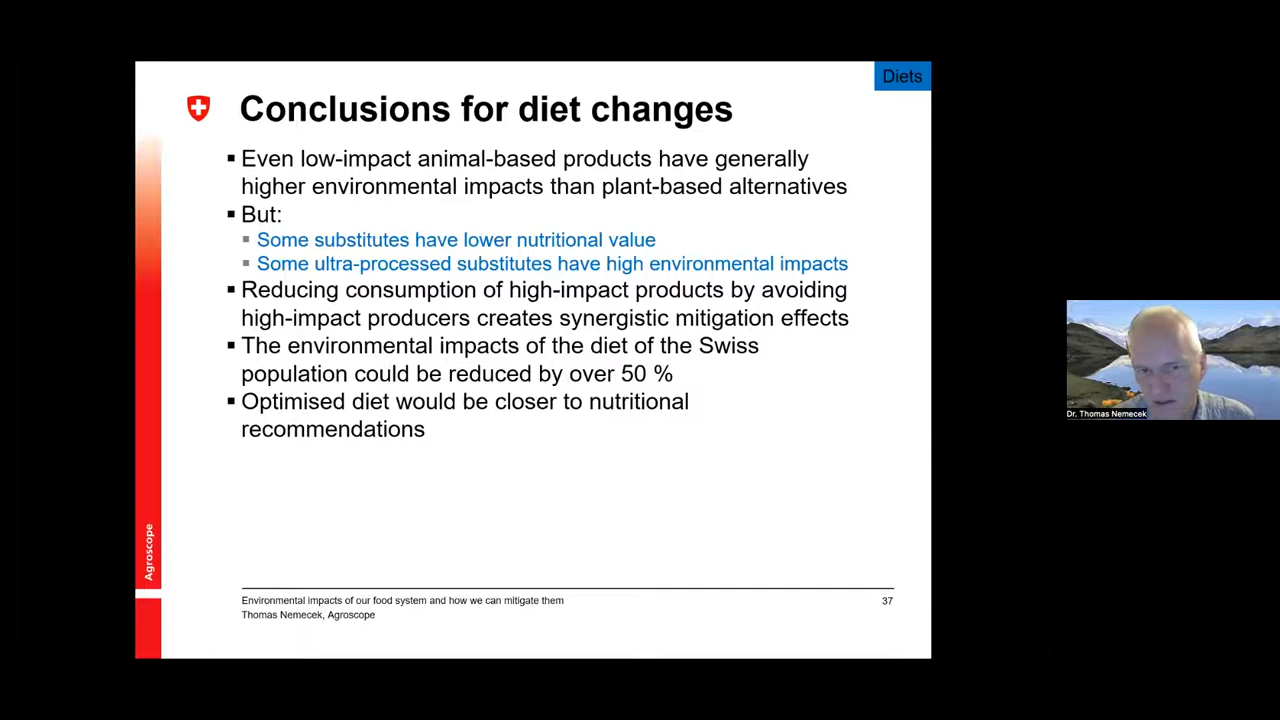 Diets
Conclusions for diet changes
▪ Even low-impact animal-based products have generally
higher environmental impacts than plant-based alternatives
▪ But:
▪ Some substitutes have lower nutritional value
▪ Some ultra-processed substitutes have high environmental impacts
▪ Reducing consumption of high-impact products by avoiding
high-impact producers creates synergistic mitigation effects
▪ The environmental impacts of the diet of the Swiss
population could be reduced by over 50 %
▪ Optimised diet would be closer to nutritional
recommendations
Agroscope
Environmental impacts of our food system and how we can mitigate them
37
Thomas Nemecek, Agroscope
Dr. Thomas Nemecek